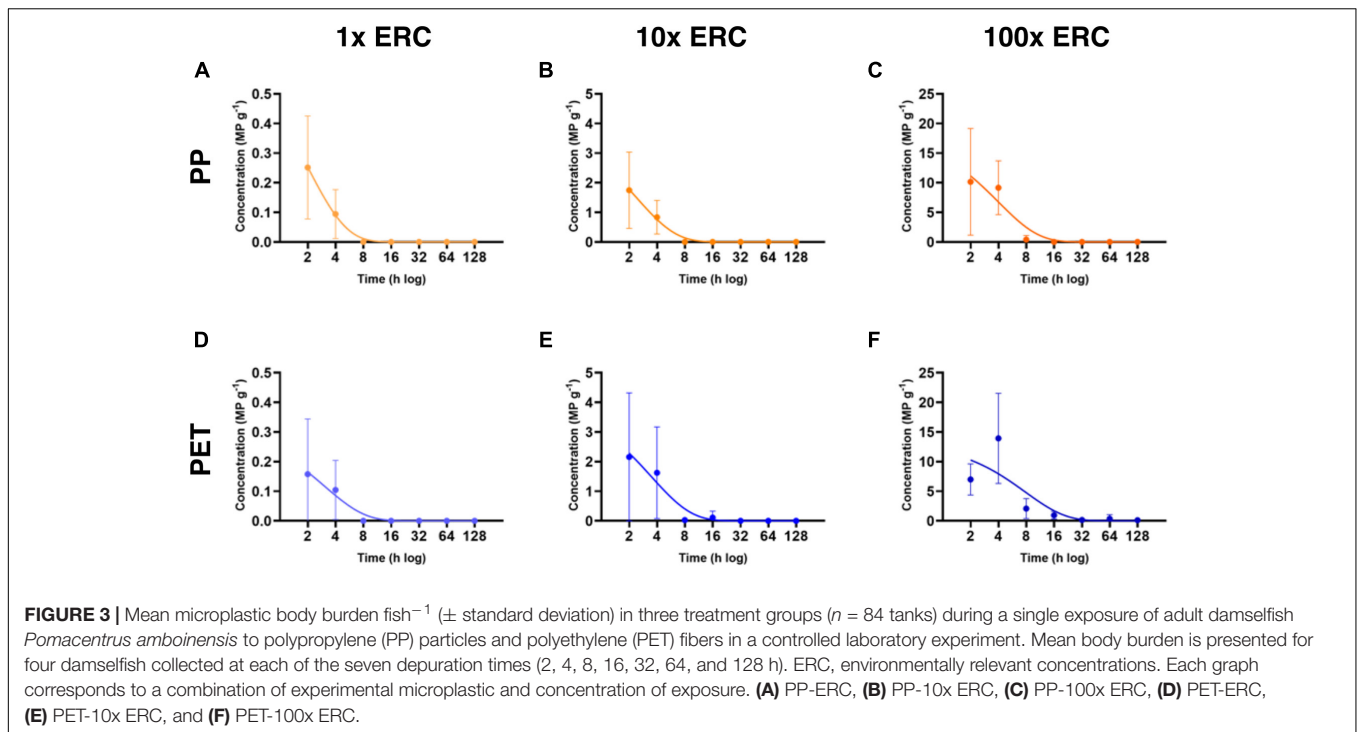 1x ERC 10x ERC 100x ERC
PP
A
Concentration (MP g⁻¹)
0.5
0.4
0.3
0.2
0.1
0.0
2 4 8 16 32 64 128
Time (h log)
B
Concentration (MP g⁻¹)
5
4
3
2
1
0
2 4 8 16 32 64 128
Time (h log)
C
Concentration (MP g⁻¹)
25
20
15
10
5
0
2 4 8 16 32 64 128
Time (h log)
PET
D
Concentration (MP g⁻¹)
0.5
0.4
0.3
0.2
0.1
0.0
2 4 8 16 32 64 128
Time (h log)
E
Concentration (MP g⁻¹)
5
4
3
2
1
0
2 4 8 16 32 64 128
Time (h log)
F
Concentration (MP g⁻¹)
25
20
15
10
5
0
2 4 8 16 32 64 128
Time (h log)
FIGURE 3 | Mean microplastic body burden fish⁻¹ (± standard deviation) in three treatment groups (n = 84 tanks) during a single exposure of adult damselfish
Pomacentrus amboinensis to polypropylene (PP) particles and polyethylene (PET) fibers in a controlled laboratory experiment. Mean body burden is presented for
four damselfish collected at each of the seven depuration times (2, 4, 8, 16, 32, 64, and 128 h). ERC, environmentally relevant concentrations. Each graph
corresponds to a combination of experimental microplastic and concentration of exposure. (A) PP-ERC, (B) PP-10x ERC, (C) PP-100x ERC, (D) PET-ERC,
(E) PET-10x ERC, and (F) PET-100x ERC.